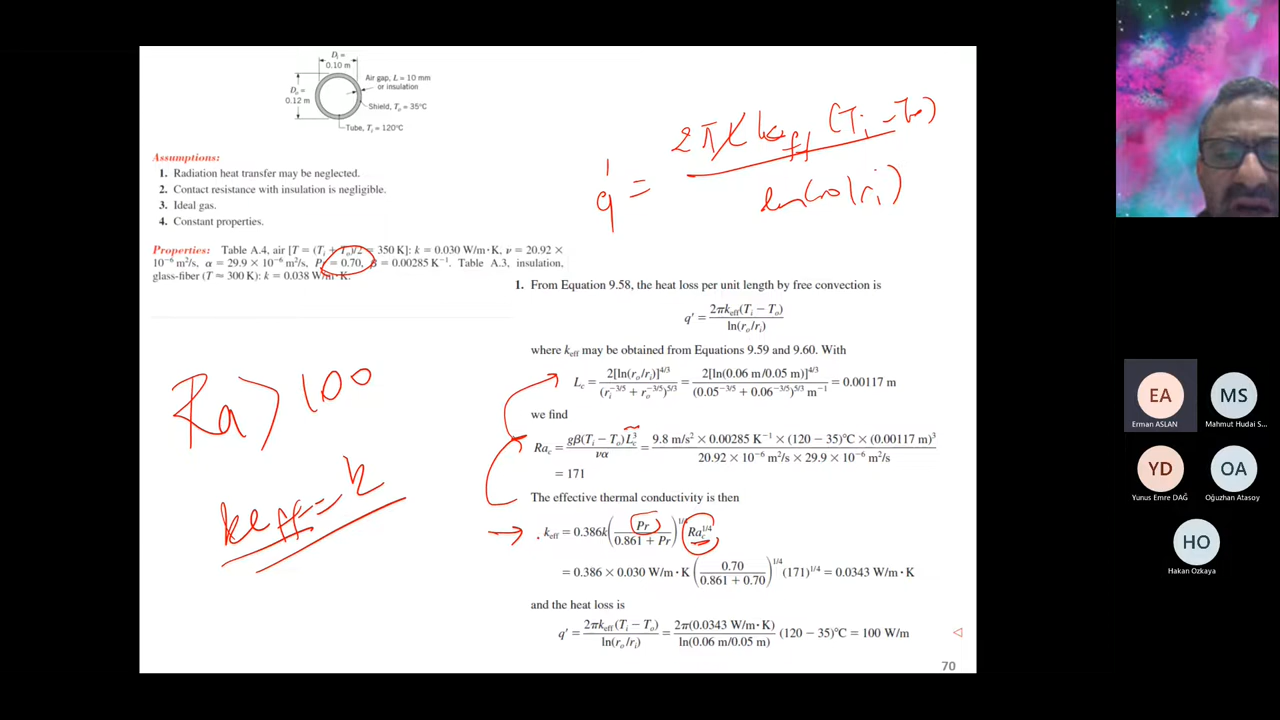 D_i =
0.10 m
D_o =
0.12 m
Air gap, L = 10 mm
or insulation
Shield, T_o = 35°C
Tube, T_i = 120°C
Assumptions:
1. Radiation heat transfer may be neglected.
2. Contact resistance with insulation is negligible.
3. Ideal gas.
4. Constant properties.
Properties: Table A.4, air [T = (T_i + T_o)/2 = 350 K]: k = 0.030 W/m·K, ν = 20.92 ×
10⁻⁶ m²/s, α = 29.9 × 10⁻⁶ m²/s, Pr = 0.70, β = 0.00285 K⁻¹. Table A.3, insulation,
glass-fiber (T ≈ 300 K): k = 0.038 W/m·K.
q' = 2π L k_eff (T_i - T_o) / ln(r_o/r_i)
Ra > 100
k_eff = k
1. From Equation 9.58, the heat loss per unit length by free convection is
q′ = 2πk_eff(T_i − T_o) / ln(r_o/r_i)
where k_eff may be obtained from Equations 9.59 and 9.60. With
L_c = 2[ln(r_o/r_i)]^4/3 / (r_i^−3/5 + r_o^−3/5)^5/3 = 2[ln(0.06 m/0.05 m)]^4/3 / (0.05^−3/5 + 0.06^−3/5)^5/3 m⁻¹ = 0.00117 m
we find
Ra_c = gβ(T_i − T_o)L_c³ / να = 9.8 m/s² × 0.00285 K⁻¹ × (120 − 35)°C × (0.00117 m)³ / 20.92 × 10⁻⁶ m²/s × 29.9 × 10⁻⁶ m²/s
= 171
The effective thermal conductivity is then
k_eff = 0.386k(Pr / 0.861 + Pr)^1/4 Ra_c^1/4
= 0.386 × 0.030 W/m·K (0.70 / 0.861 + 0.70)^1/4 (171)^1/4 = 0.0343 W/m·K
and the heat loss is
q′ = 2πk_eff(T_i − T_o) / ln(r_o/r_i) = 2π(0.0343 W/m·K) / ln(0.06 m/0.05 m) (120 − 35)°C = 100 W/m
70
EA
Erman ASLAN
MS
Mahmut Hudai S...
YD
Yunus Emre DAĞ
OA
Oğuzhan Atasoy
HO
Hakan Ozkaya